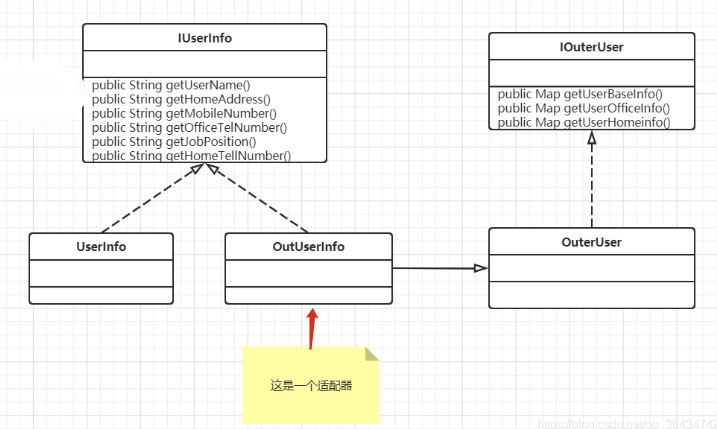 IUserInfo
public String getUserName()
public String getHomeAddress()
public String getMobileNumber()
public String getOfficeTelNumber()
public String getJobPosition()
public String getHomeTellNumber()
IOuterUser
public Map getUserBaseInfo()
public Map getUserOfficeInfo()
public Map getUserHomeinfo()
UserInfo
OutUserInfo
OuterUser
这是一个适配器
https://blog.csdn.net/qq_36434742